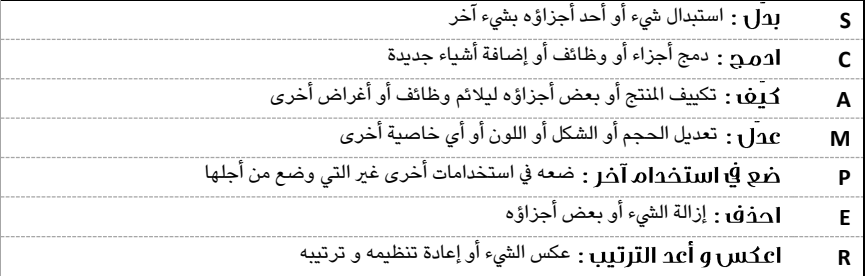 S بدّل : استبدال شيء أو أحد أجزاؤه بشيء آخر
C ادمج : دمج أجزاء أو وظائف أو إضافة أشياء جديدة
A كيّف : تكييف المنتج أو بعض أجزاؤه ليلائم وظائف أو أغراض أخرى
M عدّل : تعديل الحجم أو الشكل أو اللون أو أي خاصية أخرى
P ضع في استخدام آخر : ضعه في استخدامات أخرى غير التي وضع من أجلها
E احذف : إزالة الشيء أو بعض أجزاؤه
R اعكس و أعد الترتيب : عكس الشيء أو إعادة تنظيمه و ترتيبه